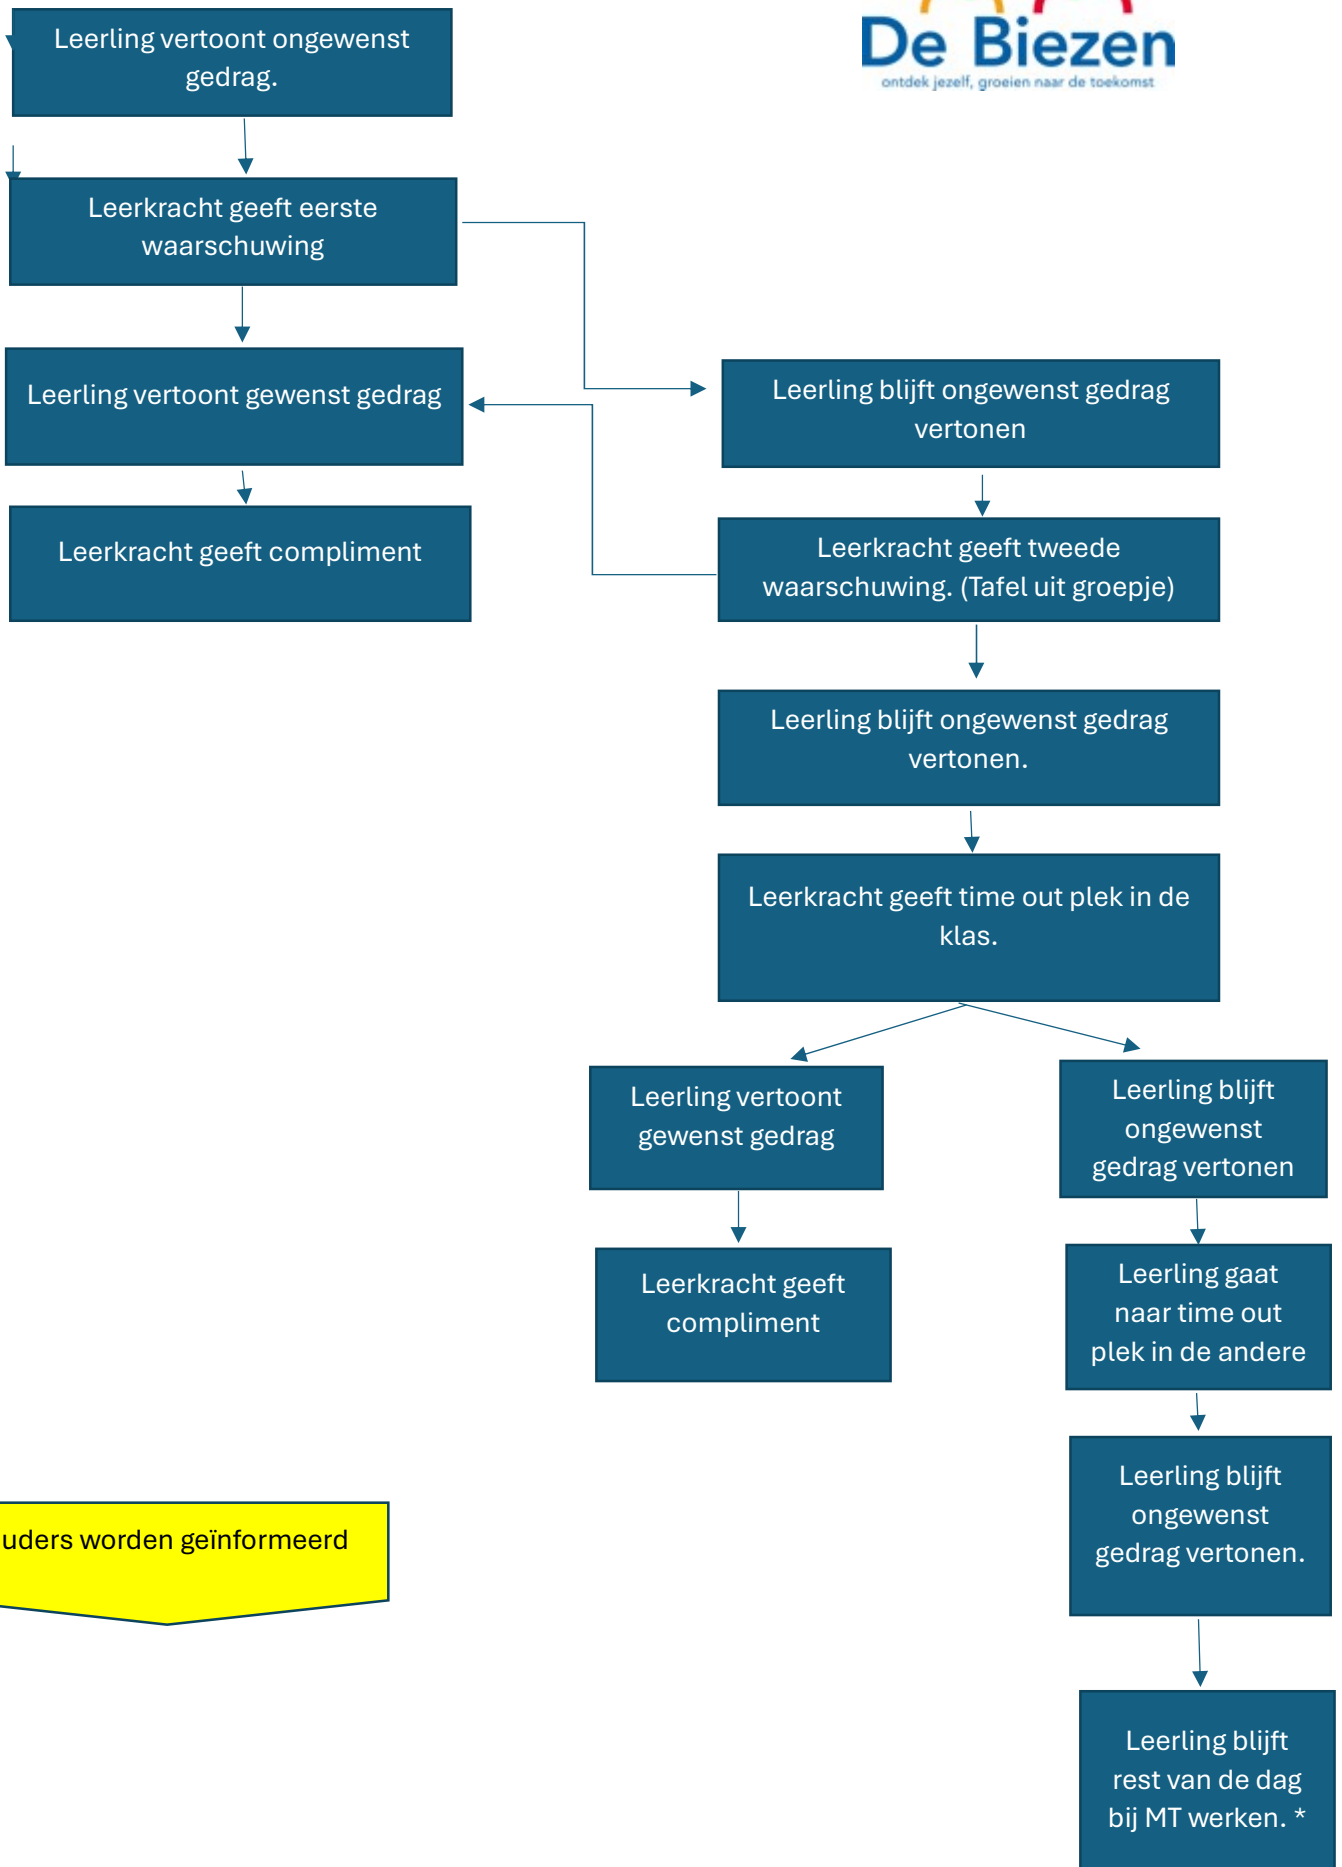 De Biezen
ontdek jezelf, groeien naar de toekomst
Leerling vertoont ongewenst
gedrag.
Leerkracht geeft eerste
waarschuwing
Leerling vertoont gewenst gedrag
Leerkracht geeft compliment
Leerling blijft ongewenst gedrag
vertonen
Leerkracht geeft tweede
waarschuwing. (Tafel uit groepje)
Leerling blijft ongewenst gedrag
vertonen.
Leerkracht geeft time out plek in de
klas.
Leerling vertoont
gewenst gedrag
Leerkracht geeft
compliment
Leerling blijft
ongewenst
gedrag vertonen
Leerling gaat
naar time out
plek in de andere
Leerling blijft
ongewenst
gedrag vertonen.
Leerling blijft
rest van de dag
bij MT werken. *
uders worden geïnformeerd